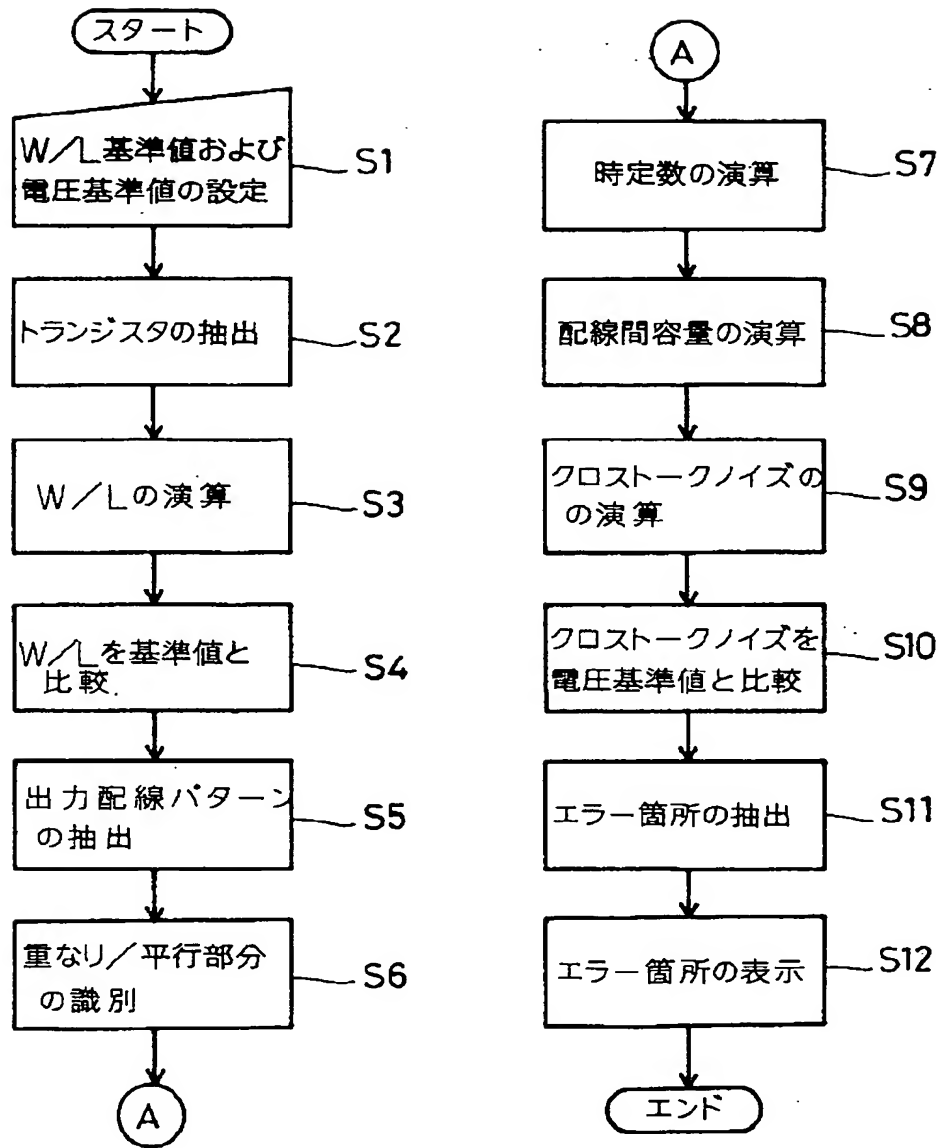 スタート
W/L基準値および
電圧基準値の設定
S1
トランジスタの抽出
S2
W/Lの演算
S3
W/Lを基準値と
比較.
S4
出力配線パターン
の抽出
S5
重なり/平行部分
の識別
S6
A
A
時定数の演算
S7
配線間容量の演算
S8
クロストークノイズの
の演算
S9
クロストークノイズを
電圧基準値と比較
S10
エラー箇所の抽出
S11
エラー箇所の表示
S12
エンド